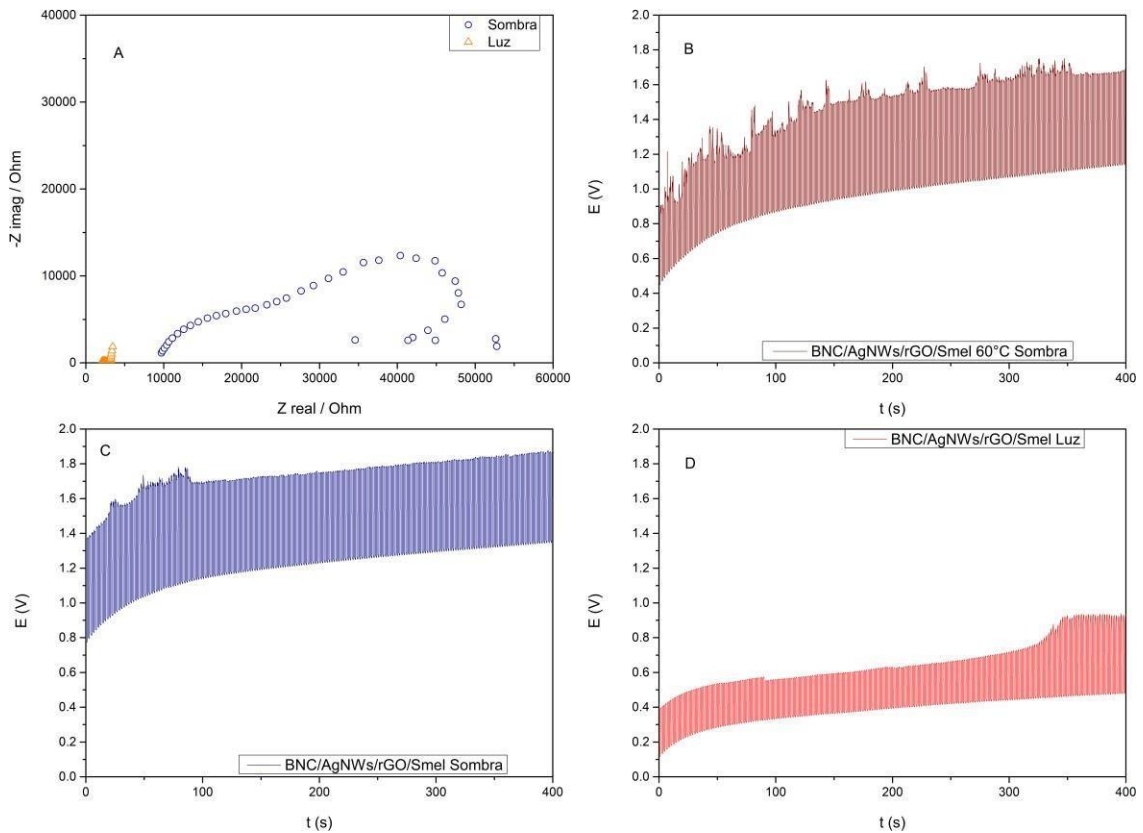 A
Sombra
Luz
40000
30000
20000
10000
0
-Z imag / Ohm
0 10000 20000 30000 40000 50000 60000
Z real / Ohm
B
2.0
1.8
1.6
1.4
1.2
1.0
0.8
0.6
0.4
0.2
0.0
E (V)
BNC/AgNWs/rGO/Smel 60°C Sombra
0 100 200 300 400
t (s)
C
2.0
1.8
1.6
1.4
1.2
1.0
0.8
0.6
0.4
0.2
0.0
E (V)
BNC/AgNWs/rGO/Smel Sombra
0 100 200 300 400
t (s)
BNC/AgNWs/rGO/Smel Luz
D
2.0
1.8
1.6
1.4
1.2
1.0
0.8
0.6
0.4
0.2
0.0
E (V)
0 100 200 300 400
t (s)